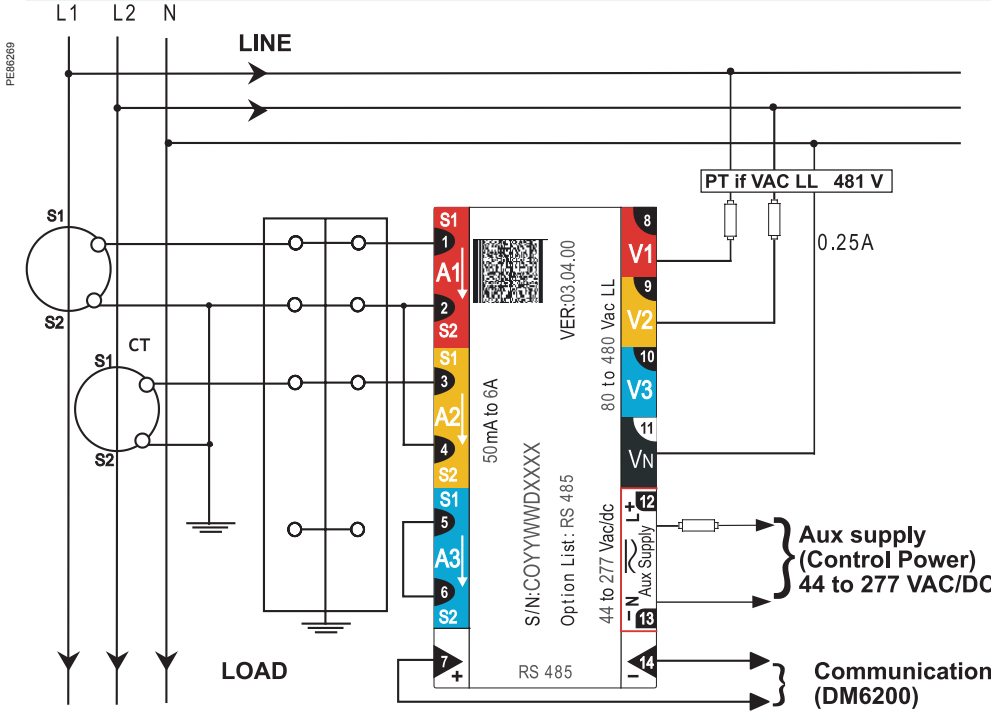 L1 L2 N
PE86269
LINE
PT if VAC LL 481 V
0.25A
S1
S2
CT
S1
S2
S1
1
A1
2
S2
S1
3
A2
4
S2
S1
5
A3
6
S2
7
+
50mA to 6A
VER:03.04.00
S/N:COYYWWDXXXX
Option List: RS 485
80 to 480 Vac LL
44 to 277 Vac/dc
RS 485
8
V1
9
V2
10
V3
11
VN
12
L+
Aux Supply
–N
13
14
–
Aux supply
(Control Power)
44 to 277 VAC/DC
LOAD
Communication
(DM6200)